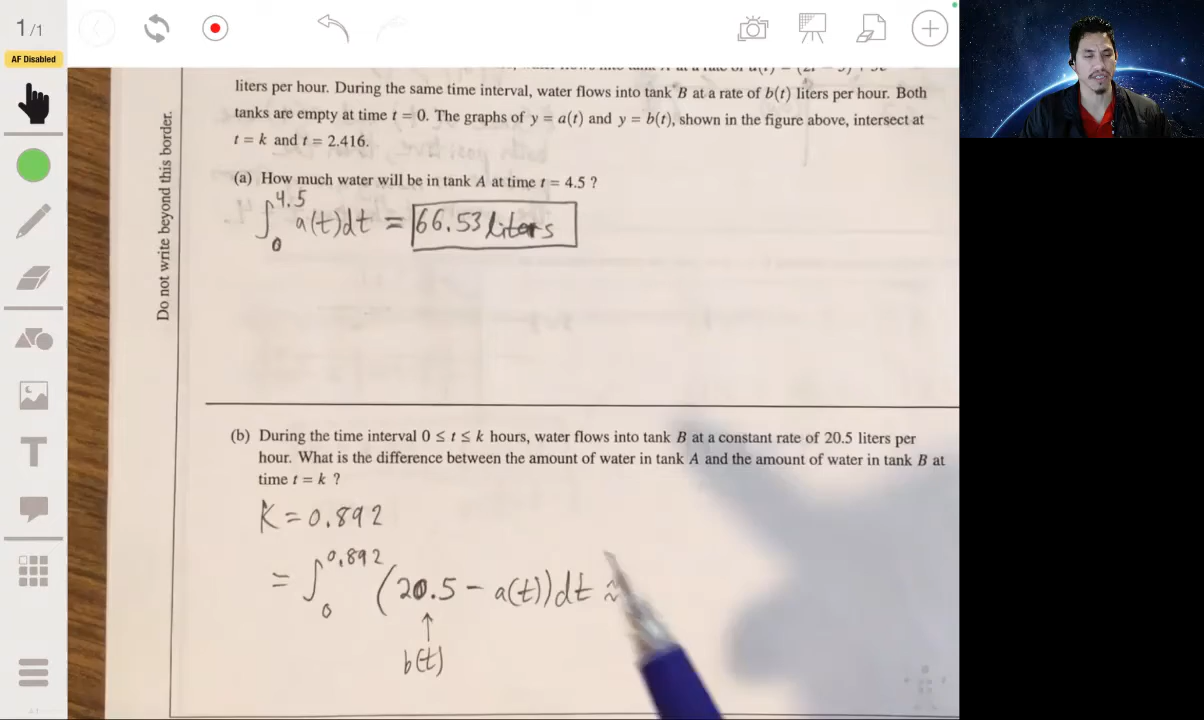 1/1
AF Disabled
liters per hour. During the same time interval, water flows into tank B at a rate of b(t) liters per hour. Both
tanks are empty at time t = 0. The graphs of y = a(t) and y = b(t), shown in the figure above, intersect at
t = k and t = 2.416.
Do not write beyond this border.
(a) How much water will be in tank A at time t = 4.5 ?
∫₀^4.5 a(t)dt = 66.53 liters
(b) During the time interval 0 ≤ t ≤ k hours, water flows into tank B at a constant rate of 20.5 liters per
hour. What is the difference between the amount of water in tank A and the amount of water in tank B at
time t = k ?
K = 0.892
= ∫₀^0.892 (20.5 − a(t))dt ≈
↑
b(t)
T